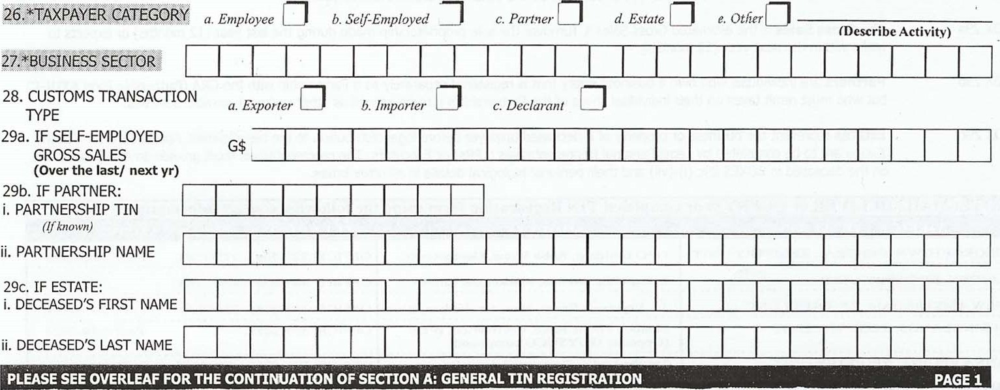 26.*TAXPAYER CATEGORY a. Employee b. Self-Employed c. Partner d. Estate e. Other
(Describe Activity)
27.*BUSINESS SECTOR
28. CUSTOMS TRANSACTION TYPE a. Exporter b. Importer c. Declarant
29a. IF SELF-EMPLOYED
GROSS SALES G$
(Over the last/ next yr)
29b. IF PARTNER:
i. PARTNERSHIP TIN
(If known)
ii. PARTNERSHIP NAME
29c. IF ESTATE:
i. DECEASED'S FIRST NAME
ii. DECEASED'S LAST NAME
PLEASE SEE OVERLEAF FOR THE CONTINUATION OF SECTION A: GENERAL TIN REGISTRATION PAGE 1